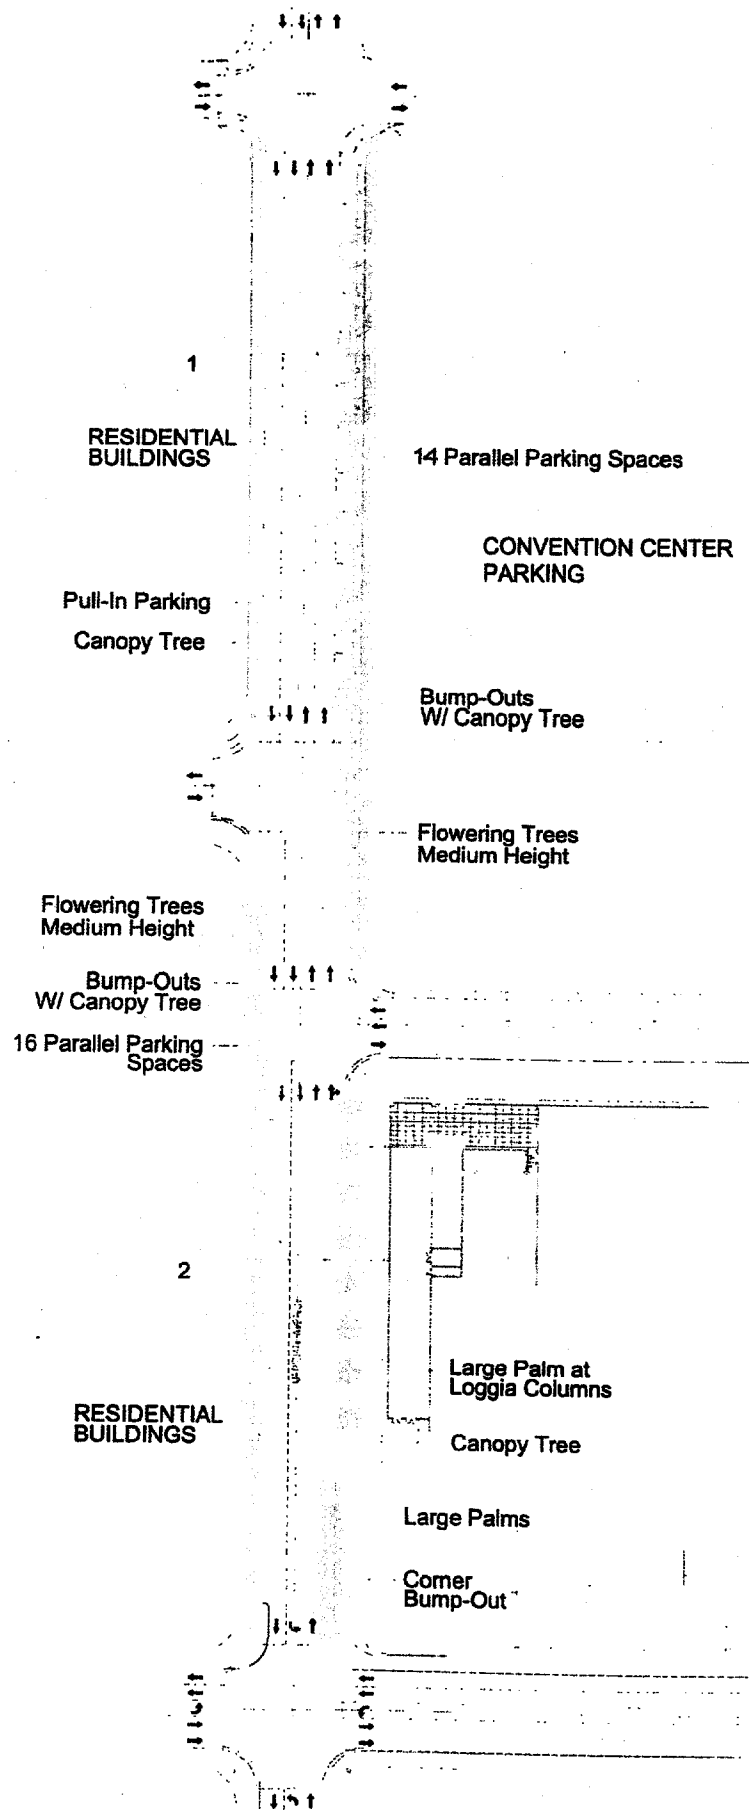 1
RESIDENTIAL
BUILDINGS
14 Parallel Parking Spaces
CONVENTION CENTER
PARKING
Pull-In Parking
Canopy Tree
Bump-Outs
W/ Canopy Tree
Flowering Trees
Medium Height
Flowering Trees
Medium Height
Bump-Outs
W/ Canopy Tree
16 Parallel Parking
Spaces
2
Large Palm at
Loggia Columns
RESIDENTIAL
BUILDINGS
Canopy Tree
Large Palms
Corner
Bump-Out